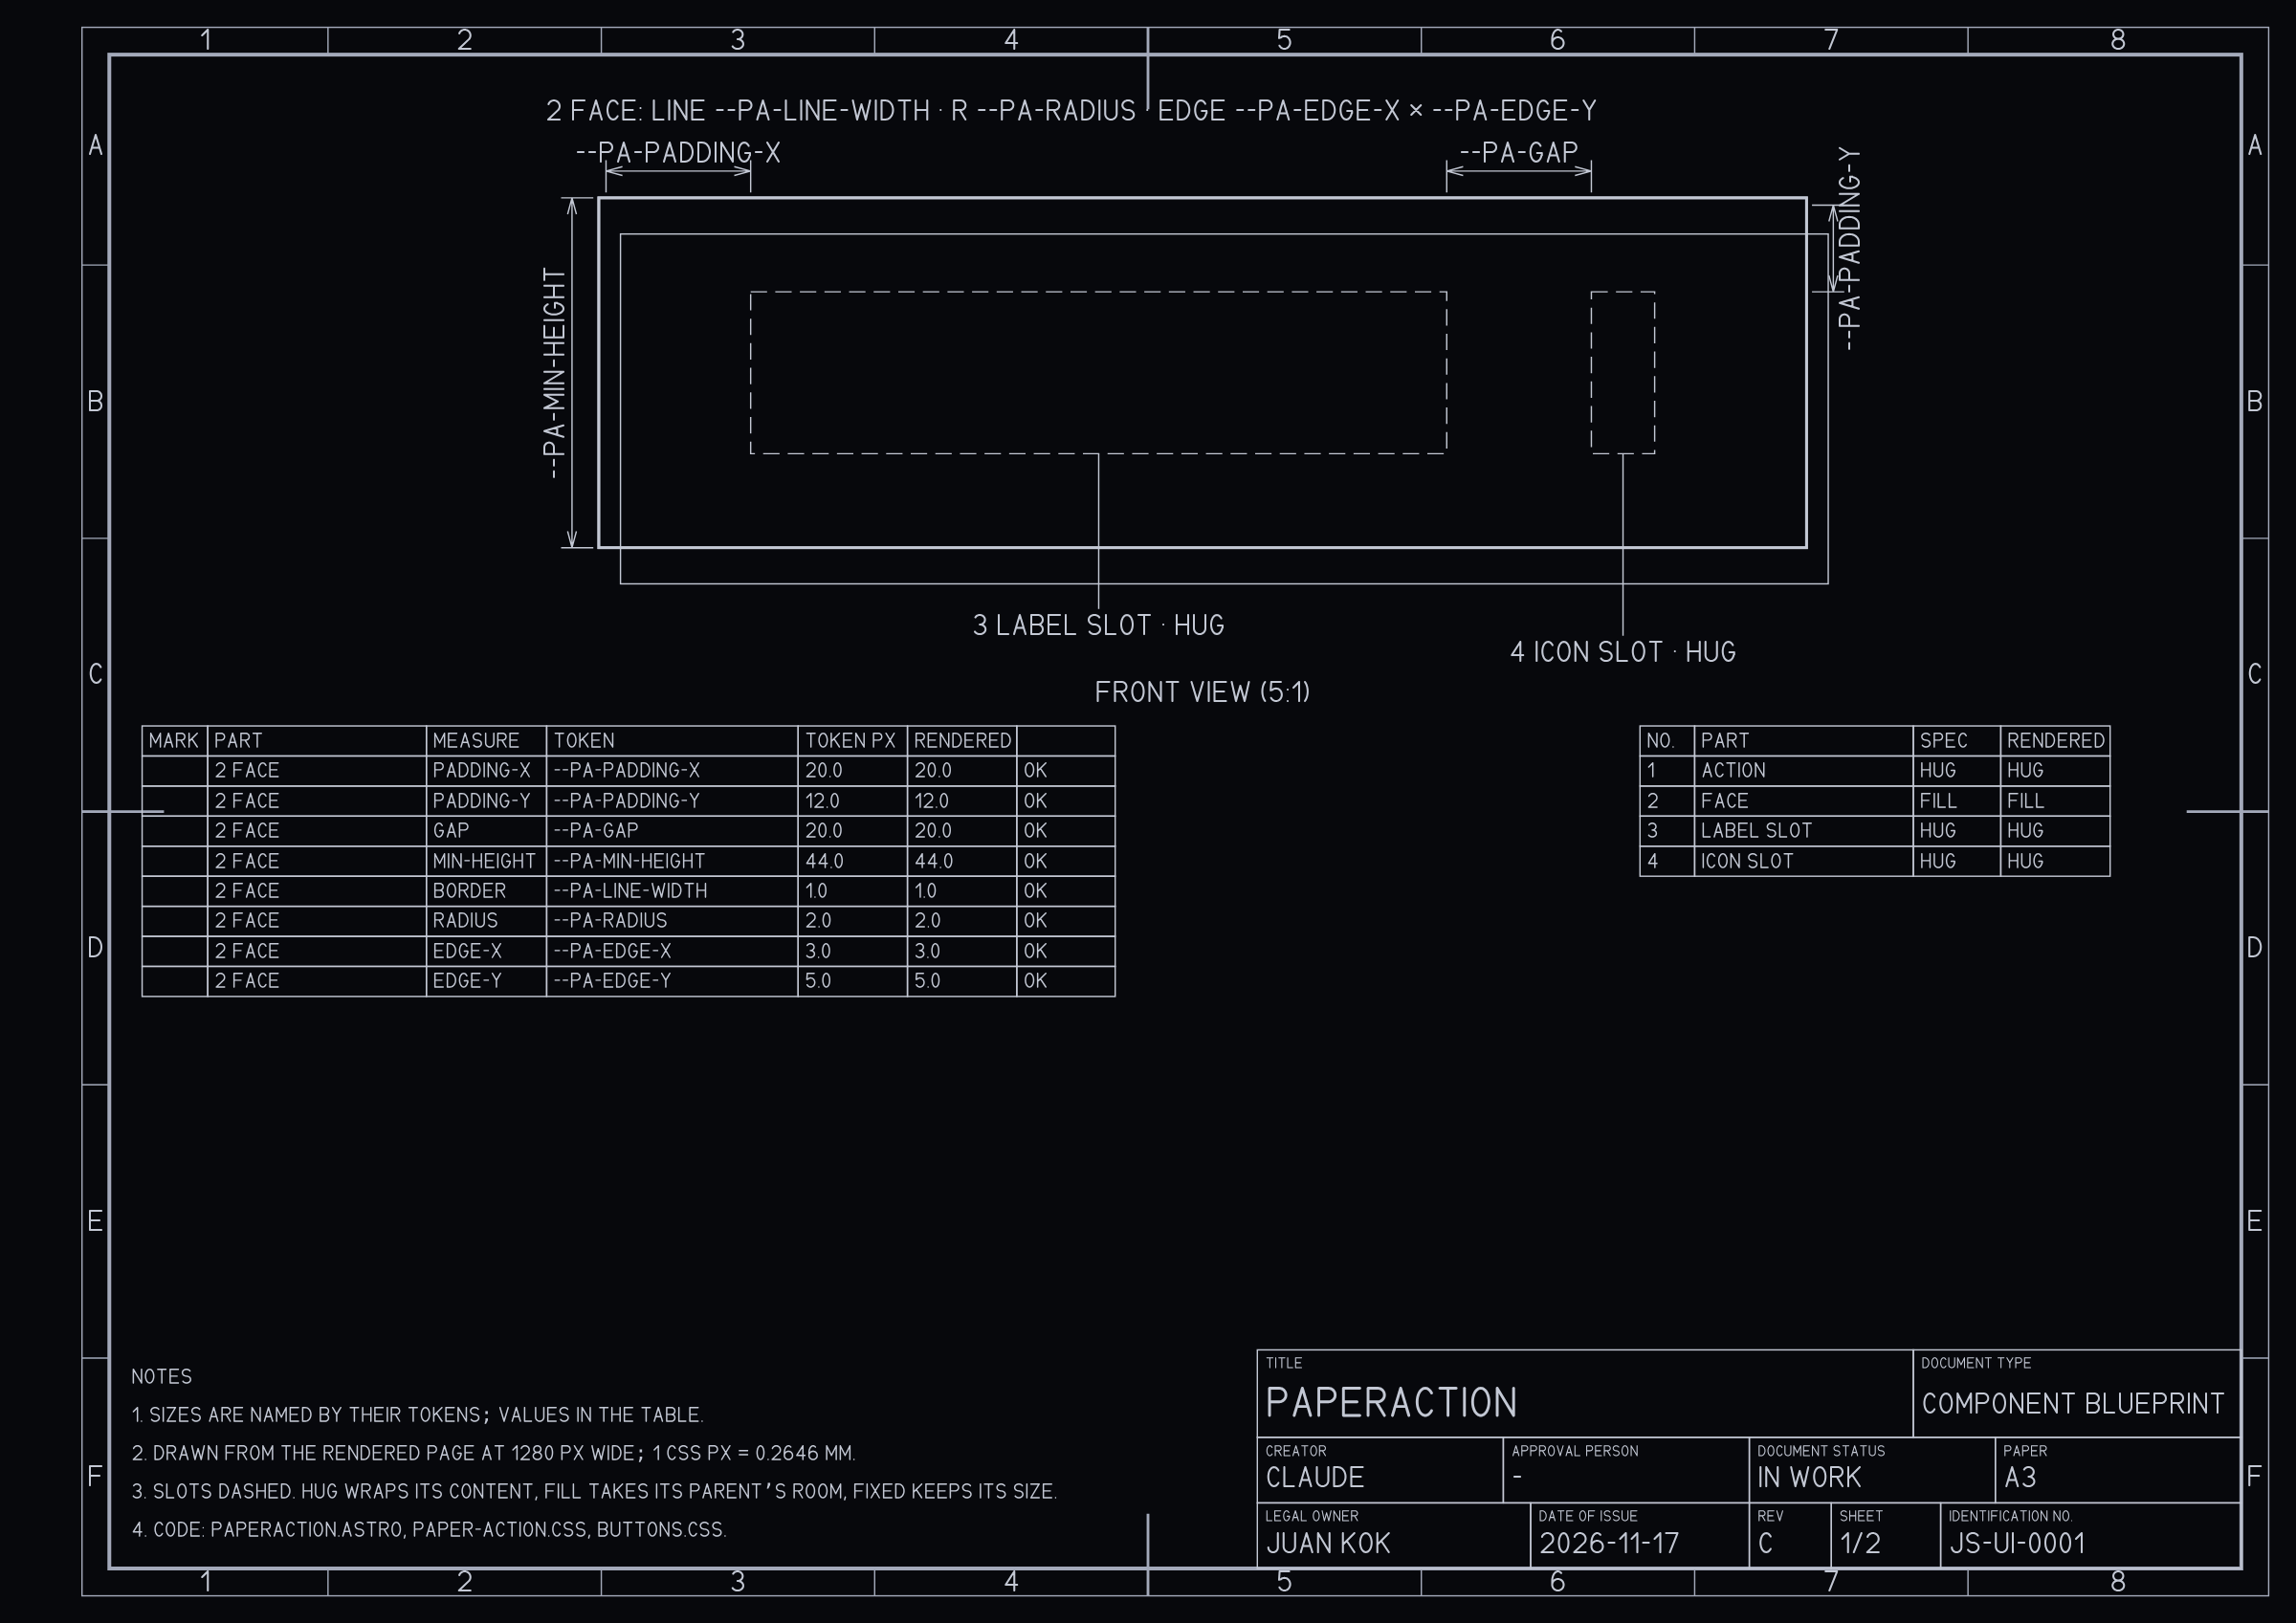 1 2 3 4 5 6 7 8
2 FACE: LINE --PA-LINE-WIDTH · R --PA-RADIUS · EDGE --PA-EDGE-X × --PA-EDGE-Y
--PA-PADDING-X
--PA-GAP
--PA-PADDING-Y
--PA-MIN-HEIGHT
A A
B B
C C
D D
E E
F F
3 LABEL SLOT · HUG
4 ICON SLOT · HUG
FRONT VIEW (5:1)
MARK PART MEASURE TOKEN TOKEN PX RENDERED
2 FACE PADDING-X --PA-PADDING-X 20.0 20.0 OK
2 FACE PADDING-Y --PA-PADDING-Y 12.0 12.0 OK
2 FACE GAP --PA-GAP 20.0 20.0 OK
2 FACE MIN-HEIGHT --PA-MIN-HEIGHT 44.0 44.0 OK
2 FACE BORDER --PA-LINE-WIDTH 1.0 1.0 OK
2 FACE RADIUS --PA-RADIUS 2.0 2.0 OK
2 FACE EDGE-X --PA-EDGE-X 3.0 3.0 OK
2 FACE EDGE-Y --PA-EDGE-Y 5.0 5.0 OK
NO. PART SPEC RENDERED
1 ACTION HUG HUG
2 FACE FILL FILL
3 LABEL SLOT HUG HUG
4 ICON SLOT HUG HUG
NOTES
1. SIZES ARE NAMED BY THEIR TOKENS; VALUES IN THE TABLE.
2. DRAWN FROM THE RENDERED PAGE AT 1280 PX WIDE; 1 CSS PX = 0.2646 MM.
3. SLOTS DASHED. HUG WRAPS ITS CONTENT, FILL TAKES ITS PARENT'S ROOM, FIXED KEEPS ITS SIZE.
4. CODE: PAPERACTION.ASTRO, PAPER-ACTION.CSS, BUTTONS.CSS.
TITLE
PAPERACTION
DOCUMENT TYPE
COMPONENT BLUEPRINT
CREATOR
CLAUDE
APPROVAL PERSON
-
DOCUMENT STATUS
IN WORK
PAPER
A3
LEGAL OWNER
JUAN KOK
DATE OF ISSUE
2026-11-17
REV
C
SHEET
1/2
IDENTIFICATION NO.
JS-UI-0001
1 2 3 4 5 6 7 8